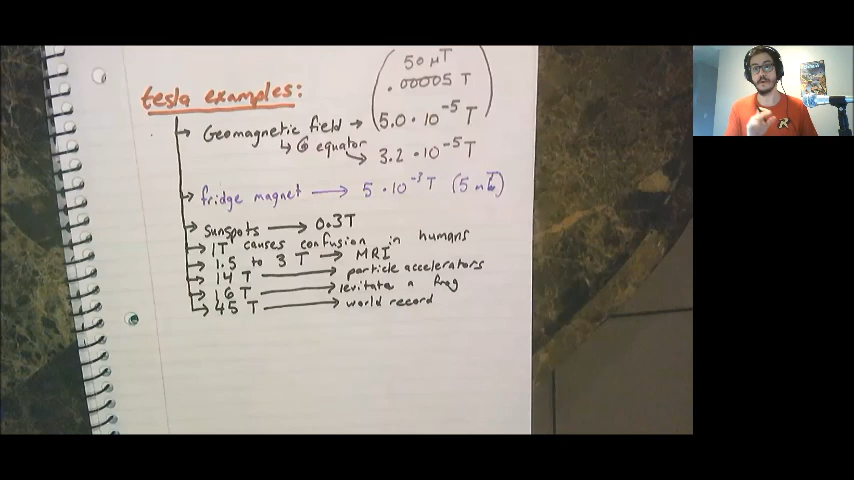 50 μT
.00005 T
tesla examples:
Geomagnetic field → 5.0 · 10⁻⁵ T
↳ @ equator → 3.2 · 10⁻⁵ T
fridge magnet → 5 · 10⁻³ T (5 mT)
sunspots → 0.3T
1T causes confusion in humans
1.5 to 3 T → MRI
14 T → particle accelerators
16 T → levitate a frog
45 T → world record
R